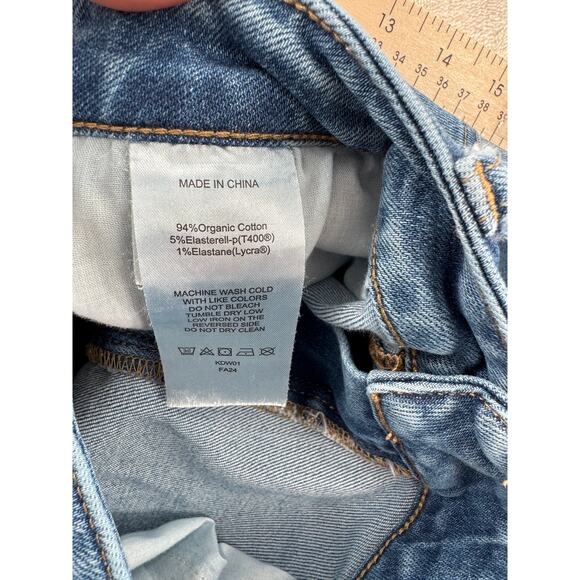 13
14
15
33
34
35
36
37
38
39
MADE IN CHINA
94%Organic Cotton
5%Elasterell-p(T400®)
1%Elastane(Lycra®)
MACHINE WASH COLD
WITH LIKE COLORS
DO NOT BLEACH
TUMBLE DRY LOW
LOW IRON ON THE
REVERSED SIDE
DO NOT DRY CLEAN
KDW01
FA24